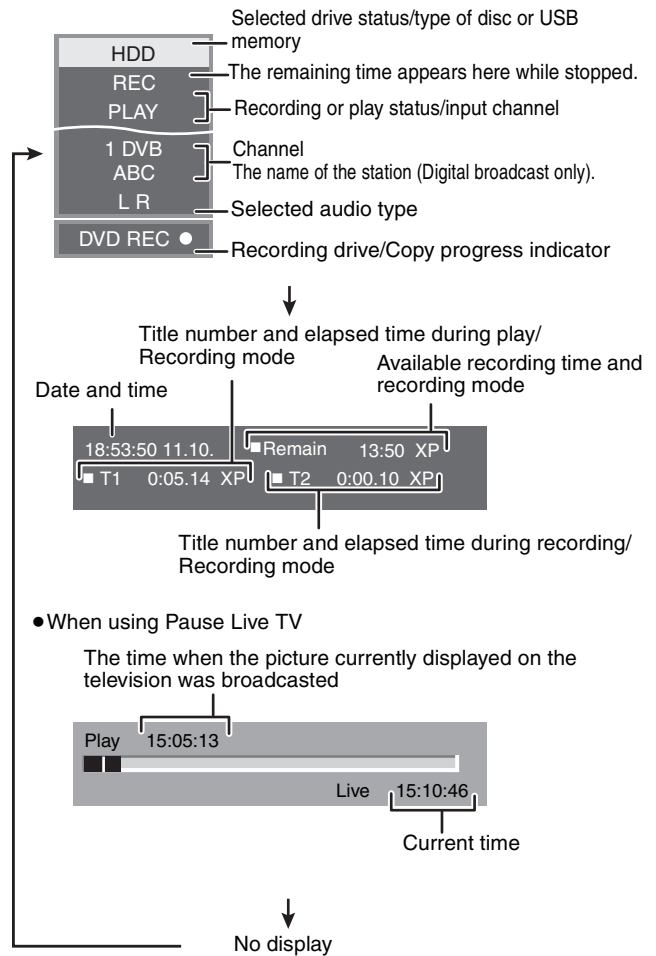 Selected drive status/type of disc or USB
memory
HDD
REC
The remaining time appears here while stopped.
PLAY
Recording or play status/input channel
1 DVB
ABC
Channel
The name of the station (Digital broadcast only).
L R
Selected audio type
DVD REC ●
Recording drive/Copy progress indicator
Title number and elapsed time during play/
Recording mode
Available recording time and
recording mode
Date and time
18:53:50 11.10.
■Remain 13:50 XP
■ T1 0:05.14 XP
■ T2 0:00.10 XP
Title number and elapsed time during recording/
Recording mode
●When using Pause Live TV
The time when the picture currently displayed on the
television was broadcasted
Play 15:05:13
Live 15:10:46
Current time
No display